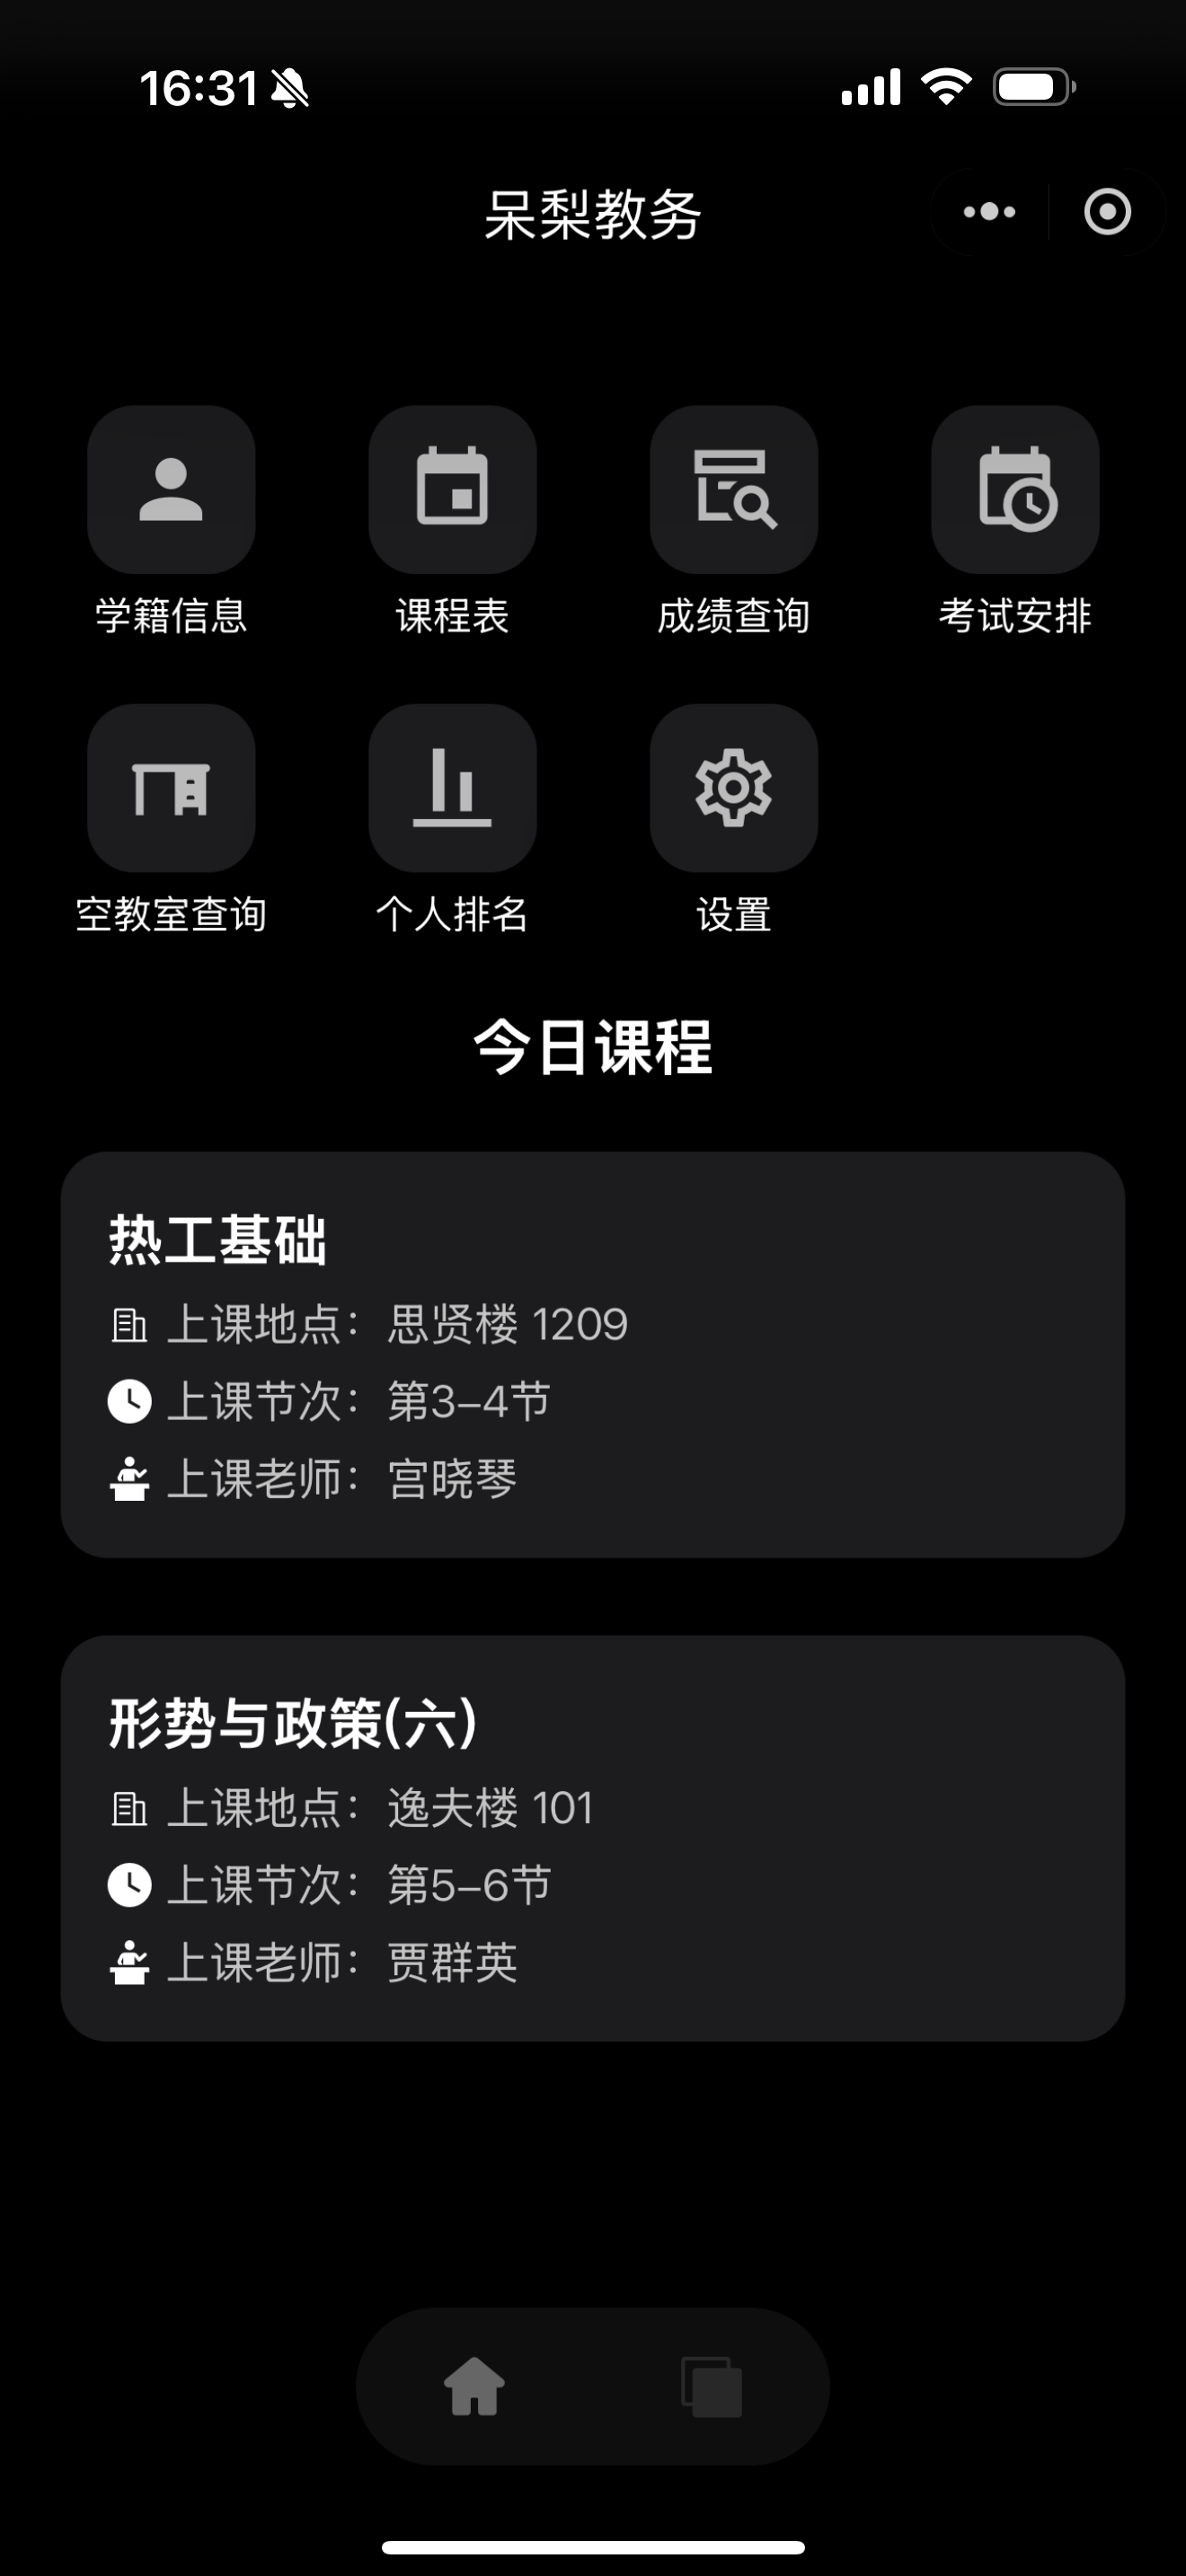 16:31
呆梨教务
学籍信息 课程表 成绩查询 考试安排
空教室查询 个人排名 设置
今日课程
热工基础
上课地点：思贤楼 1209
上课节次：第3-4节
上课老师：宫晓琴
形势与政策(六)
上课地点：逸夫楼 101
上课节次：第5-6节
上课老师：贾群英